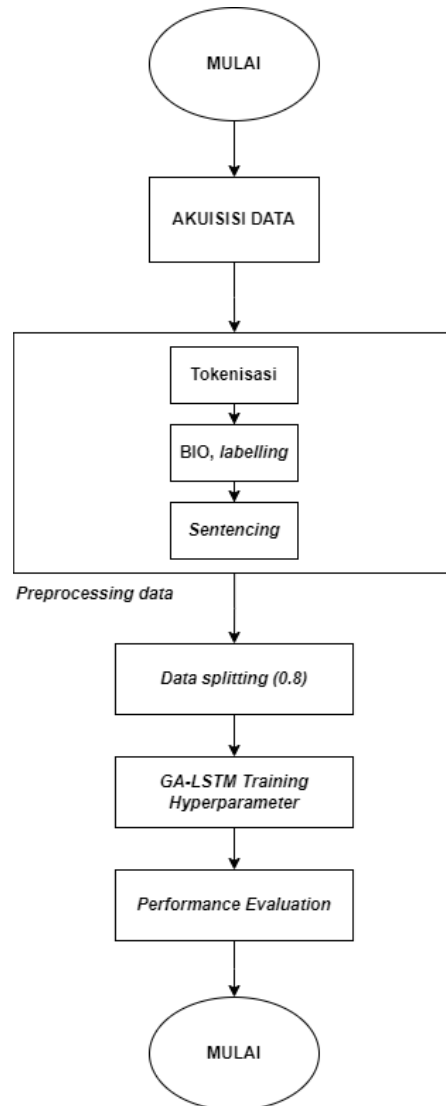 MULAI
AKUISISI DATA
Tokenisasi
BIO, labelling
Sentencing
Preprocessing data
Data splitting (0.8)
GA-LSTM Training
Hyperparameter
Performance Evaluation
MULAI